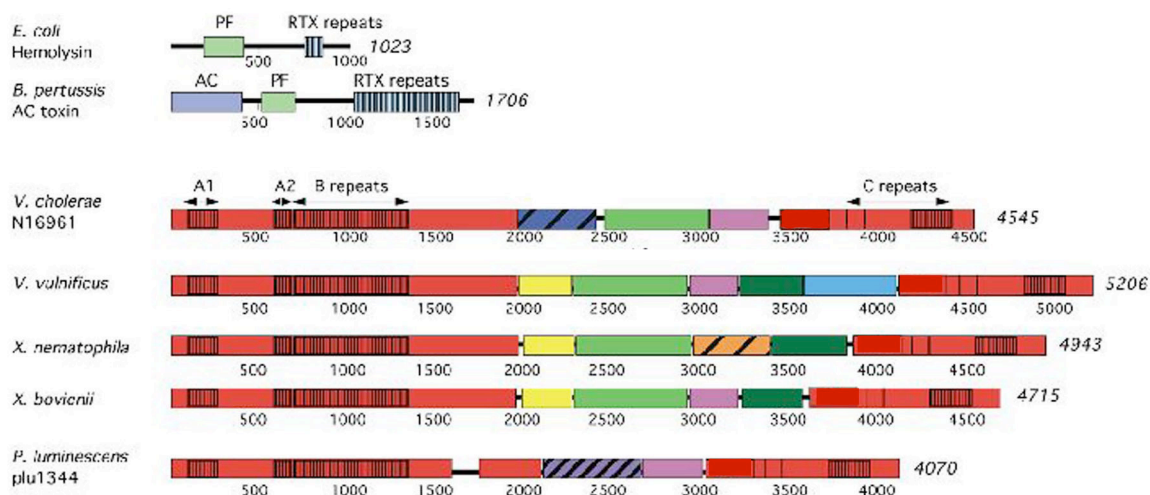 E. coli
Hemolysin
PF RTX repeats
1023
500 1000
B. pertussis
AC toxin
AC PF RTX repeats
1706
500 1000 1500
V. cholerae
N16961
A1 A2 B repeats C repeats
4545
500 1000 1500 2000 2500 3000 3500 4000 4500
V. vulnificus
5206
500 1000 1500 2000 2500 3000 3500 4000 4500 5000
X. nematophila
4943
500 1000 1500 2000 2500 3000 3500 4000 4500
X. bovienii
4715
500 1000 1500 2000 2500 3000 3500 4000 4500
P. luminescens
plu1344
4070
500 1000 1500 2000 2500 3000 3500 4000